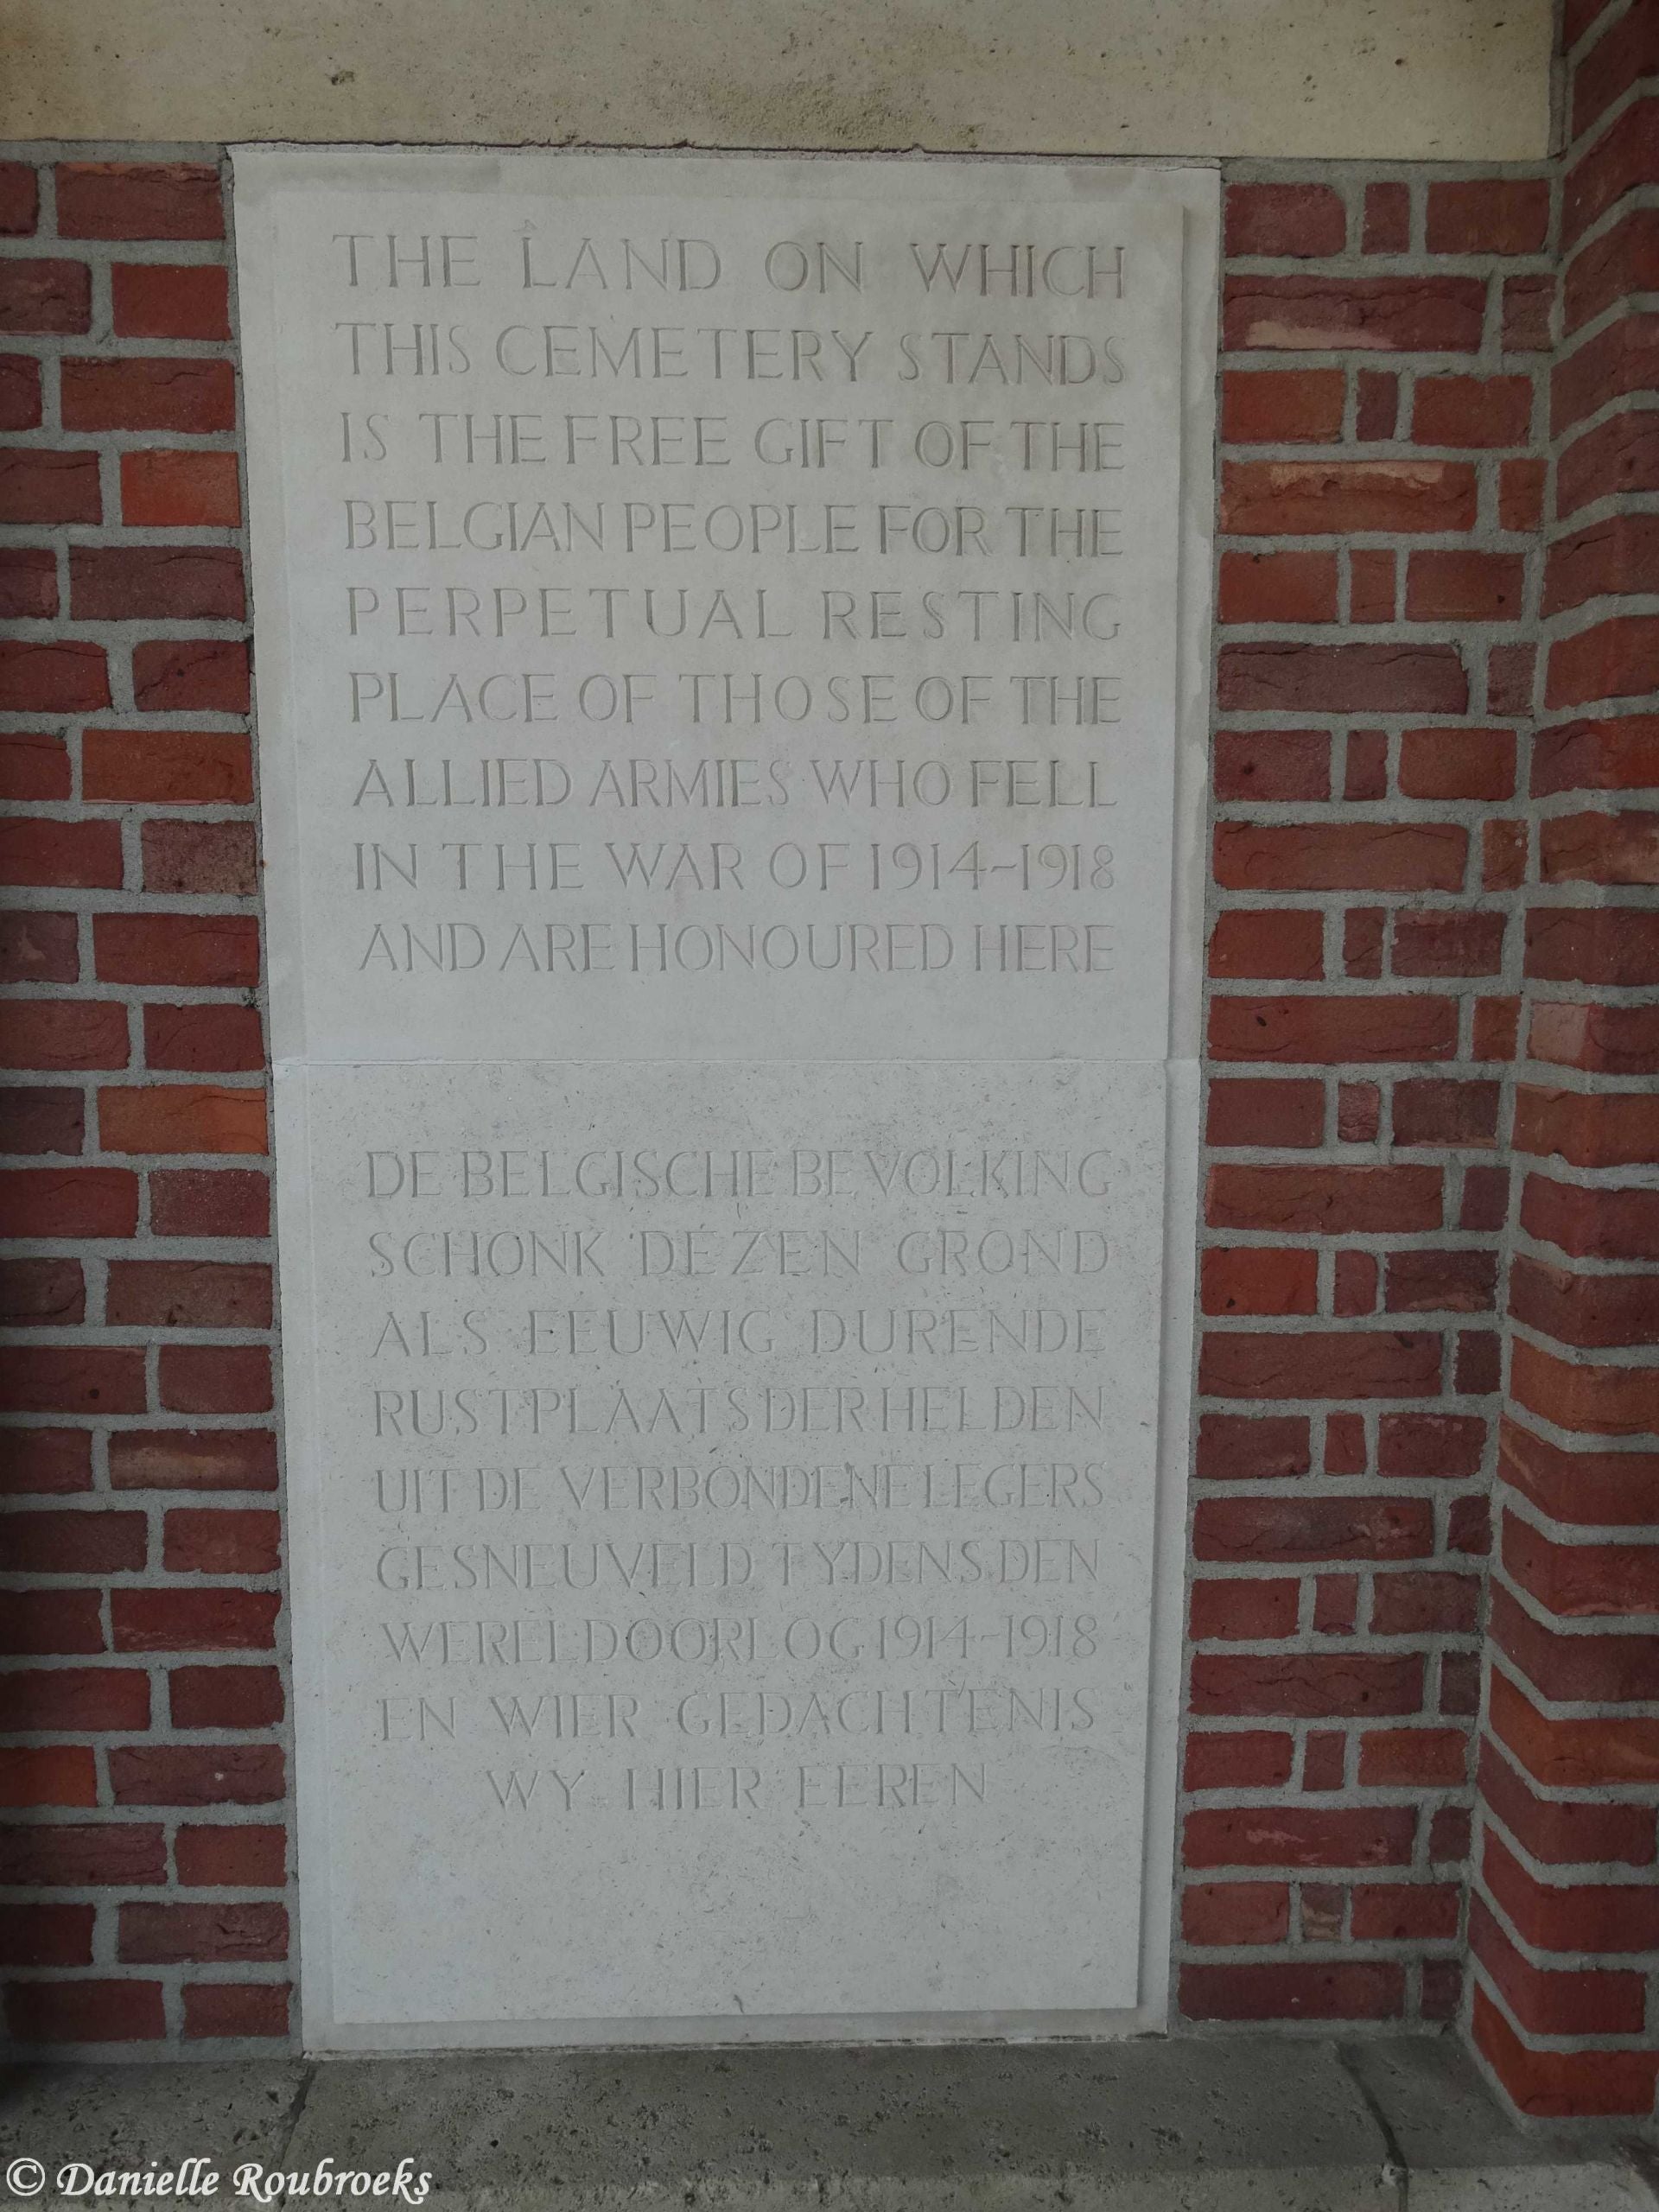 THE LAND ON WHICH
THIS CEMETERY STANDS
IS THE FREE GIFT OF THE
BELGIAN PEOPLE FOR THE
PERPETUAL RESTING
PLACE OF THOSE OF THE
ALLIED ARMIES WHO FELL
IN THE WAR OF 1914-1918
AND ARE HONOURED HERE
DE BELGISCHE BEVOLKING
SCHONK DEZEN GROND
ALS EEUWIG DURENDE
RUSTPLAATS DER HELDEN
UIT DE VERBONDENE LEGERS
GESNEUVELD TYDENS DEN
WERELDOORLOG 1914-1918
EN WIER GEDACHTENIS
WY HIER EEREN
© Danielle Roubroeks